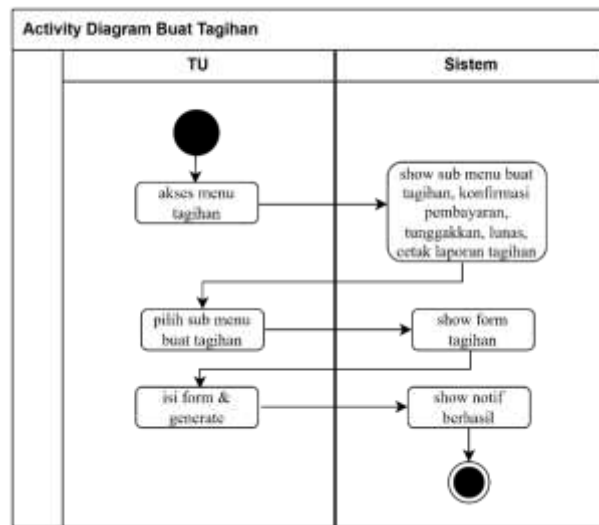 Activity Diagram Buat Tagihan
TU
Sistem
akses menu
tagihan
show sub menu buat
tagihan, konfirmasi
pembayaran,
tunggakkan, lunas,
cetak laporan tagihan
pilih sub menu
buat tagihan
show form
tagihan
isi form &
generate
show notif
berhasil